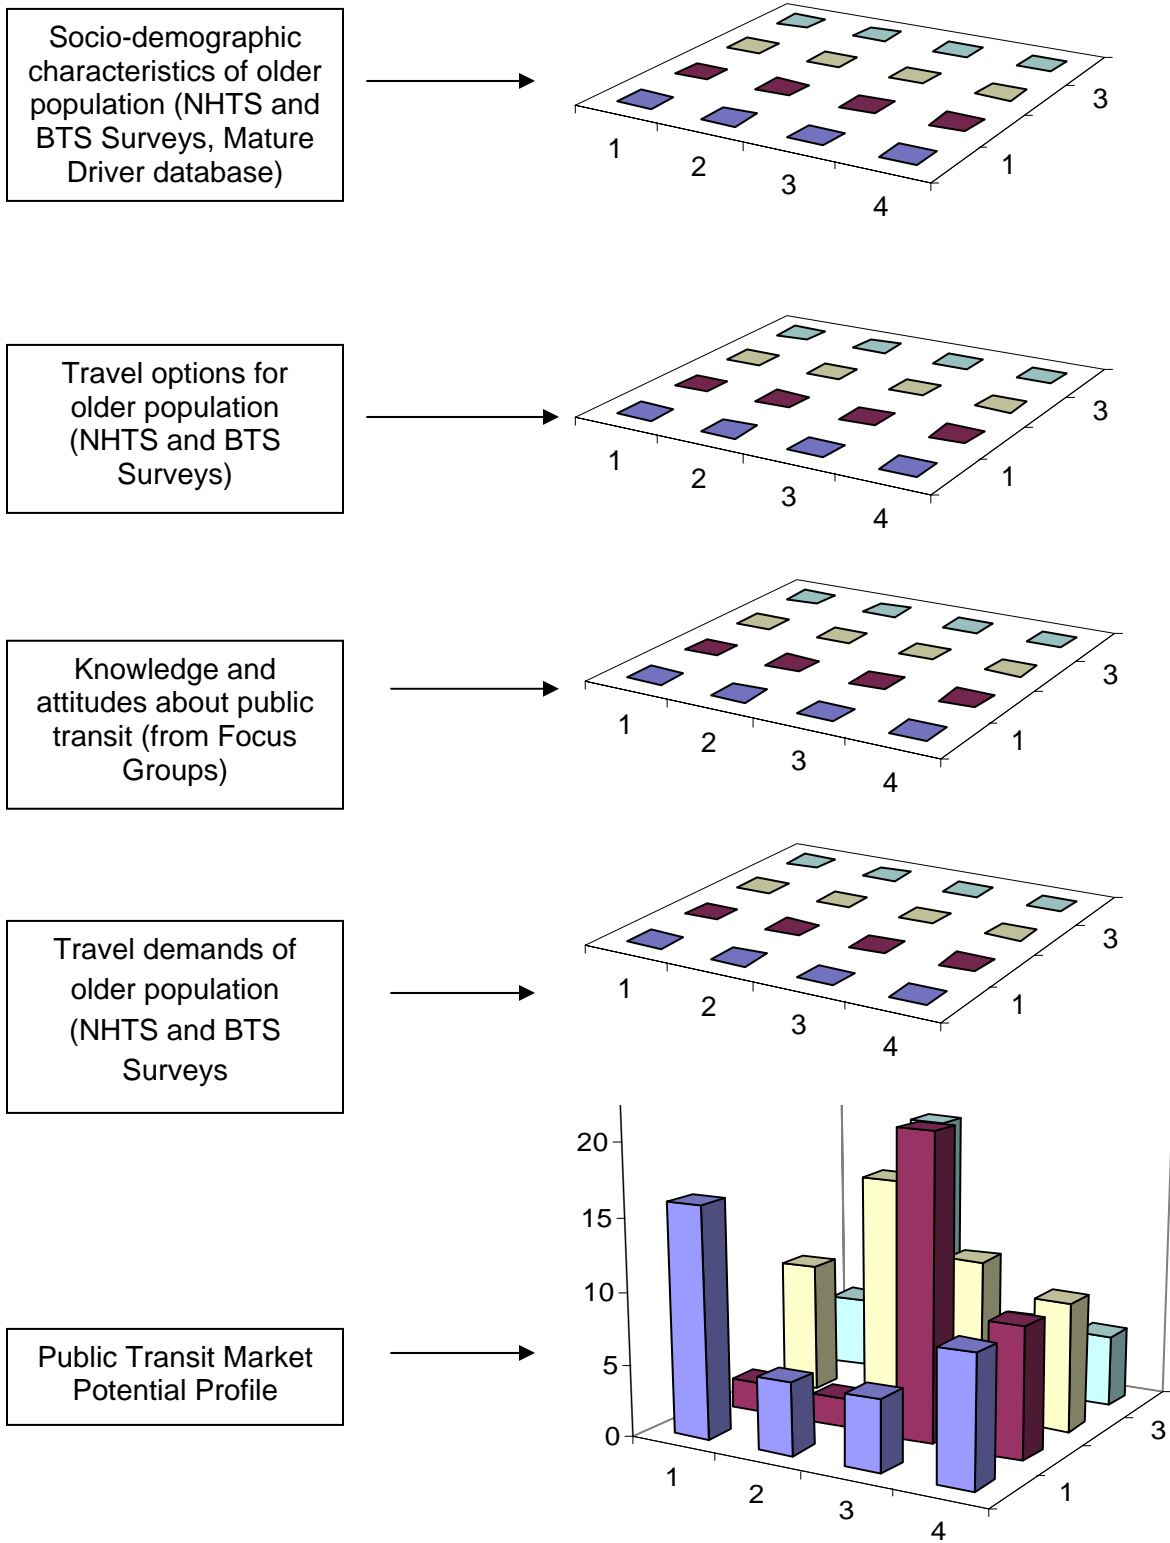 Socio-demographic
characteristics of older
population (NHTS and
BTS Surveys, Mature
Driver database)
1
2
3
4
1
3
Travel options for
older population
(NHTS and BTS
Surveys)
1
2
3
4
1
3
Knowledge and
attitudes about public
transit (from Focus
Groups)
1
2
3
4
1
3
Travel demands of
older population
(NHTS and BTS
Surveys
1
2
3
4
1
3
Public Transit Market
Potential Profile
20
15
10
5
0
1
2
3
4
1
3